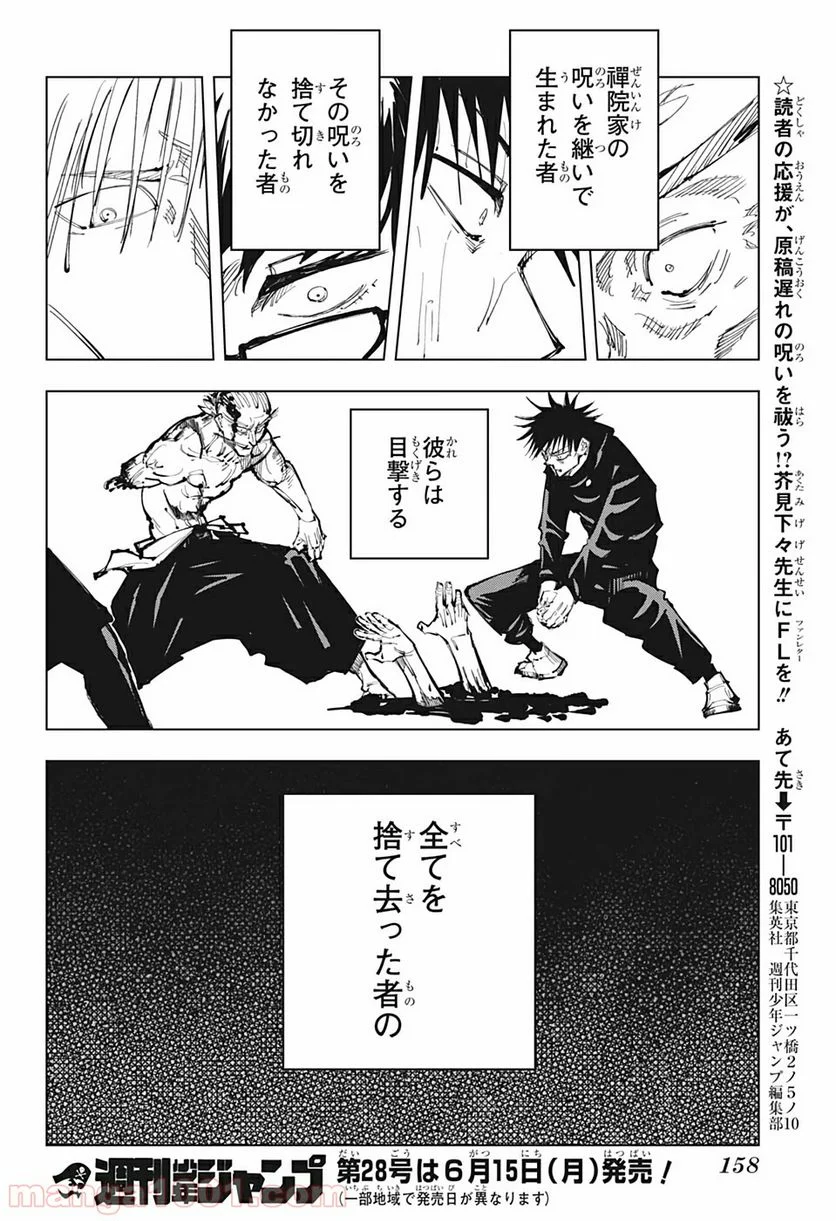 ☆読者の応援が、原稿遅れの呪いを祓う!?芥見下々先生にFLを!! あて先➡〒101—8050 東京都千代田区一ツ橋2ノ5ノ10
集英社 週刊少年ジャンプ編集部
禪院家の
呪いを継いで
生まれた者
その呪いを
捨て切れ
なかった者
彼らは
目撃する
全てを
捨て去った者の
週刊少年ジャンプ 第28号は6月15日(月)発売!
(一部地域で発売日が異なります)
158